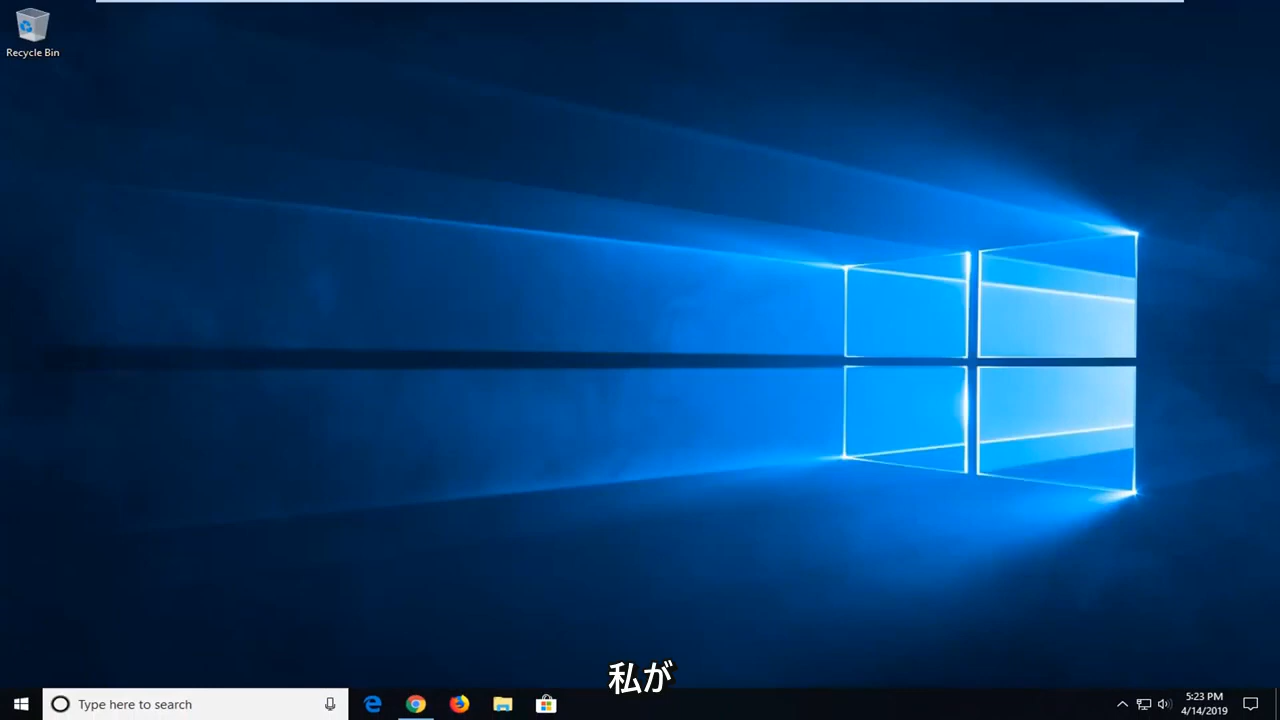 Recycle Bin
私が
Type here to search
5:23 PM
4/14/2019